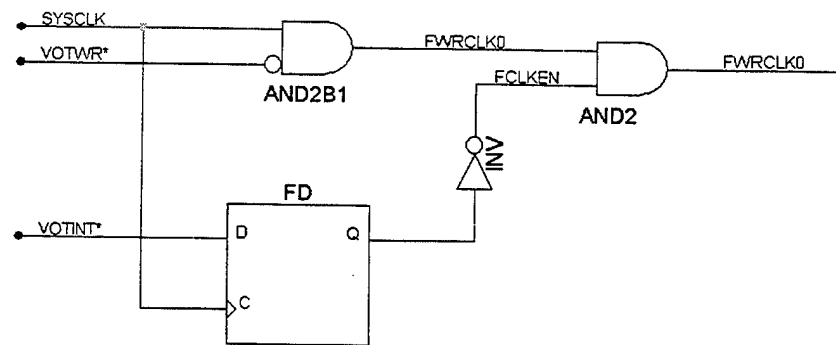 SYSCLK
VOTWR*
AND2B1
FWRCLK0
FCLKEN
AND2
FWRCLK0
INV
FD
VOTINT*
D
Q
C